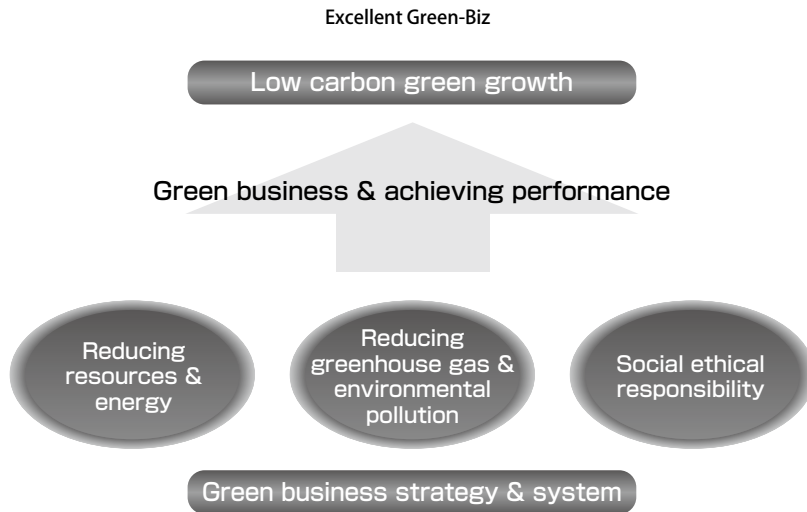 Excellent Green-Biz
Low carbon green growth
Green business & achieving performance
Reducing
resources &
energy
Reducing
greenhouse gas &
environmental
pollution
Social ethical
responsibility
Green business strategy & system